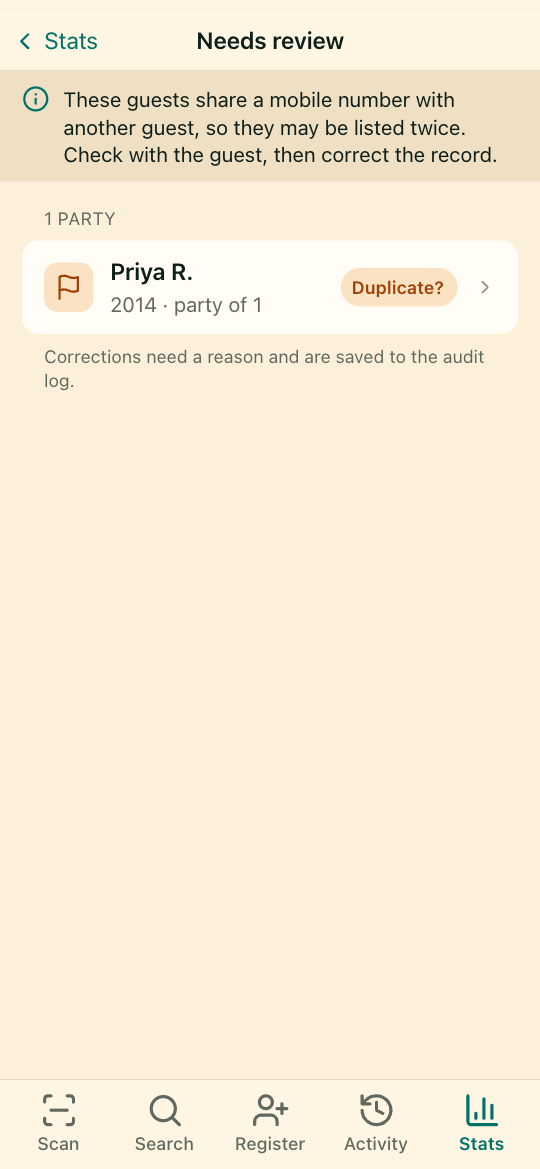 Stats
Needs review
These guests share a mobile number with
another guest, so they may be listed twice.
Check with the guest, then correct the record.
1 PARTY
Priya R.
2014 · party of 1
Duplicate?
Corrections need a reason and are saved to the audit
log.
Scan
Search
Register
Activity
Stats